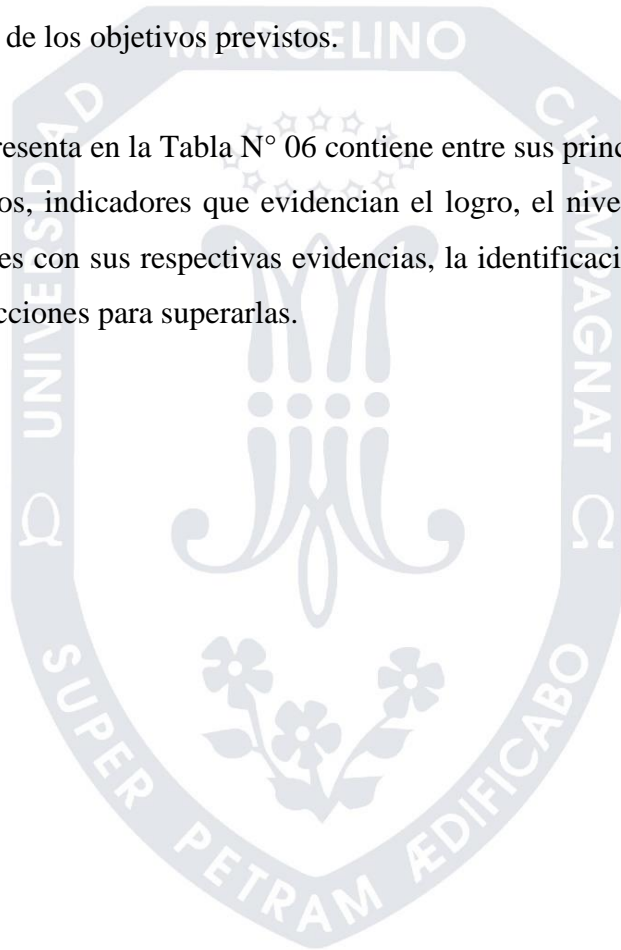 de los objetivos previstos.
resenta en la Tabla N° 06 contiene entre sus princ
os, indicadores que evidencian el logro, el nive
es con sus respectivas evidencias, la identificaci
cciones para superarlas.
UNIVERSIDAD MARCELINO CHAMPAGNAT
Ω Ω
SUPER PETRAM ÆDIFICABO